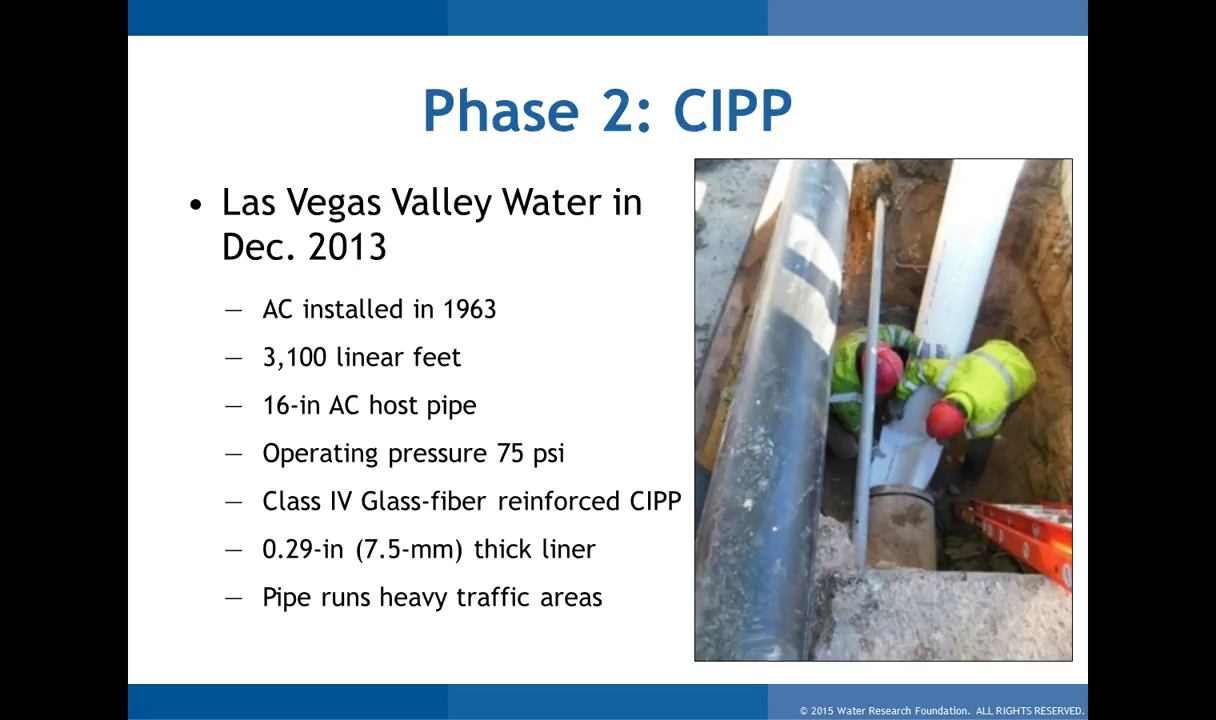 Phase 2: CIPP
• Las Vegas Valley Water in
Dec. 2013
— AC installed in 1963
— 3,100 linear feet
— 16-in AC host pipe
— Operating pressure 75 psi
— Class IV Glass-fiber reinforced CIPP
— 0.29-in (7.5-mm) thick liner
— Pipe runs heavy traffic areas
© 2015 Water Research Foundation. ALL RIGHTS RESERVED.